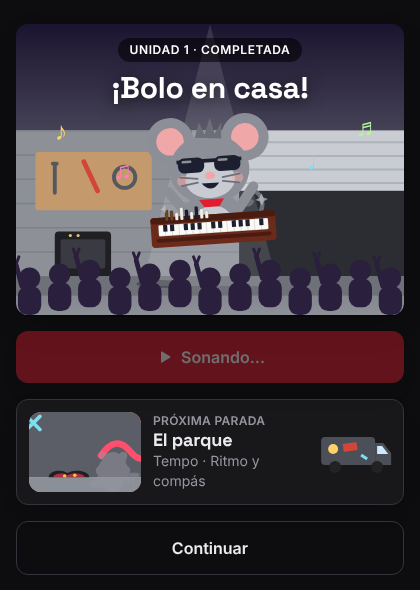 UNIDAD 1 · COMPLETADA
¡Bolo en casa!
Sonando...
PRÓXIMA PARADA
El parque
Tempo · Ritmo y
compás
Continuar